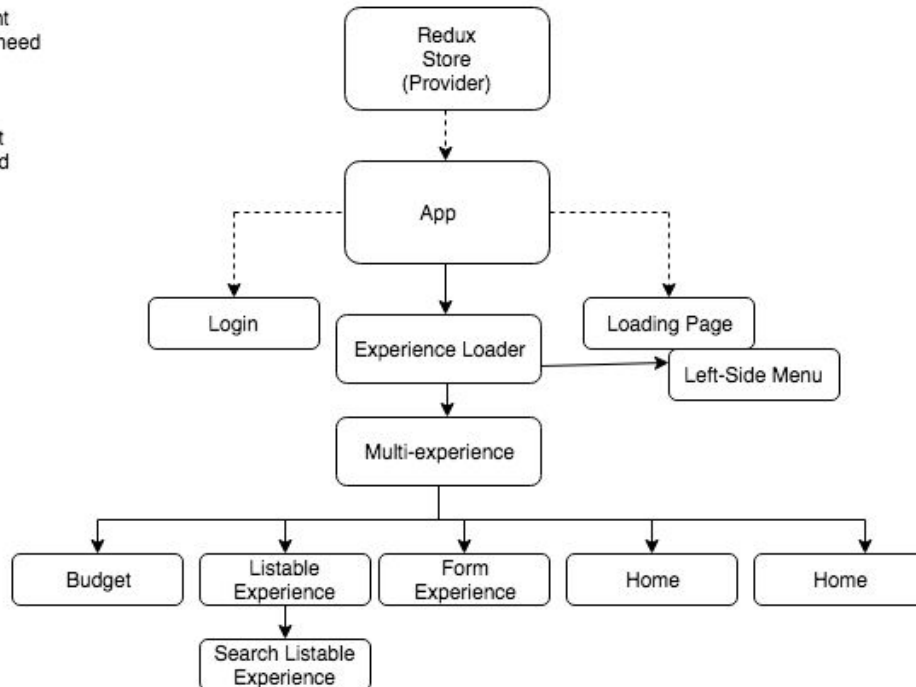 need
Redux
Store
(Provider)
App
Login
Loading Page
Experience Loader
Left-Side Menu
Multi-experience
Budget
Listable
Experience
Form
Experience
Home
Home
Search Listable
Experience